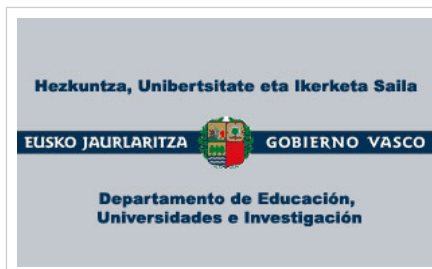 Hezkuntza, Unibertsitate eta Ikerketa Saila
EUSKO JAURLARITZA GOBIERNO VASCO
Departamento de Educación,
Universidades e Investigación